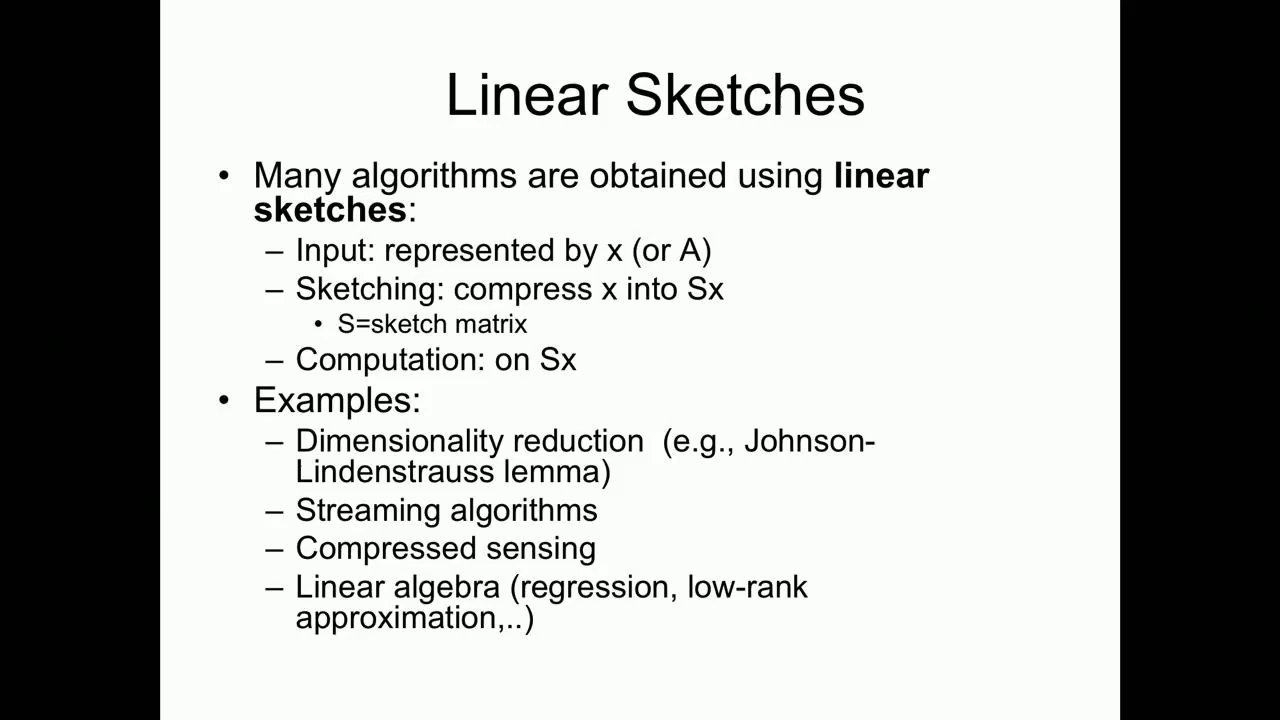 Linear Sketches
• Many algorithms are obtained using linear
sketches:
– Input: represented by x (or A)
– Sketching: compress x into Sx
• S=sketch matrix
– Computation: on Sx
• Examples:
– Dimensionality reduction  (e.g., Johnson-
Lindenstrauss lemma)
– Streaming algorithms
– Compressed sensing
– Linear algebra (regression, low-rank
approximation,..)